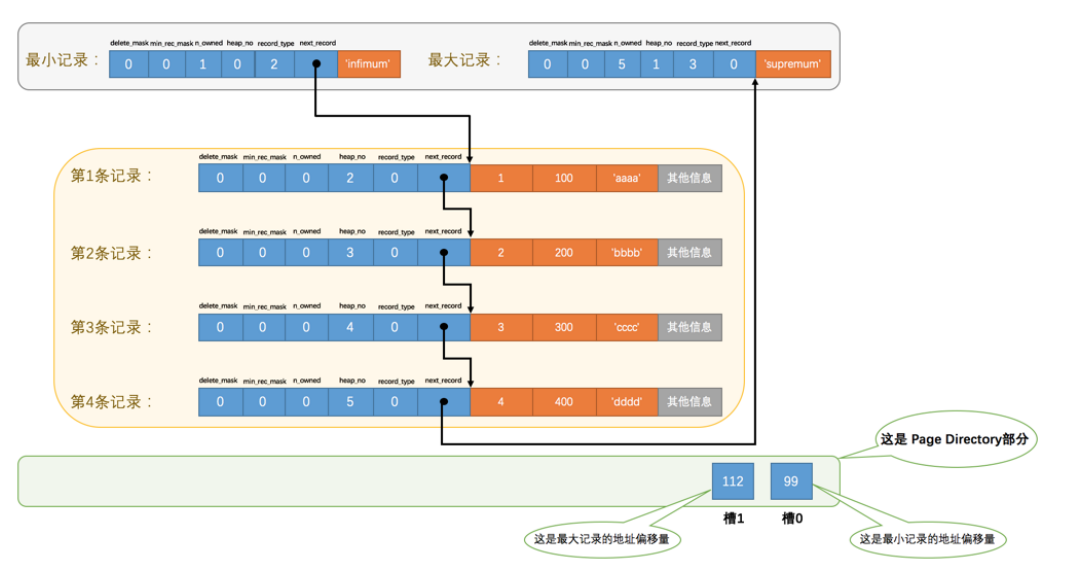 delete_mask min_rec_mask n_owned heap_no record_type next_record
最小记录： 0 0 1 0 2 'infimum'
delete_mask min_rec_mask n_owned heap_no record_type next_record
最大记录： 0 0 5 1 3 0 'supremum'
delete_mask min_rec_mask n_owned heap_no record_type next_record
第1条记录： 0 0 0 2 0 1 100 'aaaa' 其他信息
delete_mask min_rec_mask n_owned heap_no record_type next_record
第2条记录： 0 0 0 3 0 2 200 'bbbb' 其他信息
delete_mask min_rec_mask n_owned heap_no record_type next_record
第3条记录： 0 0 0 4 0 3 300 'cccc' 其他信息
delete_mask min_rec_mask n_owned heap_no record_type next_record
第4条记录： 0 0 0 5 0 4 400 'dddd' 其他信息
这是 Page Directory部分
112 99
槽1 槽0
这是最大记录的地址偏移量
这是最小记录的地址偏移量